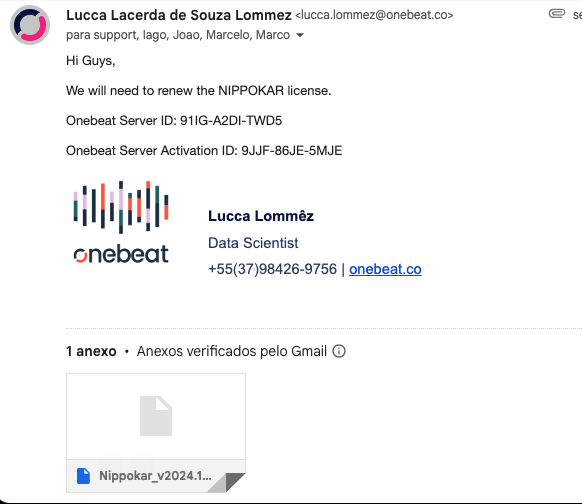 Lucca Lacerda de Souza Lommez <lucca.lommez@onebeat.co>
para support, Iago, Joao, Marcelo, Marco
Hi Guys,
We will need to renew the NIPPOKAR license.
Onebeat Server ID: 91IG-A2DI-TWD5
Onebeat Server Activation ID: 9JJF-86JE-5MJE
onebeat
Lucca Lommêz
Data Scientist
+55(37)98426-9756 | onebeat.co
1 anexo • Anexos verificados pelo Gmail
Nippokar_v2024.1...